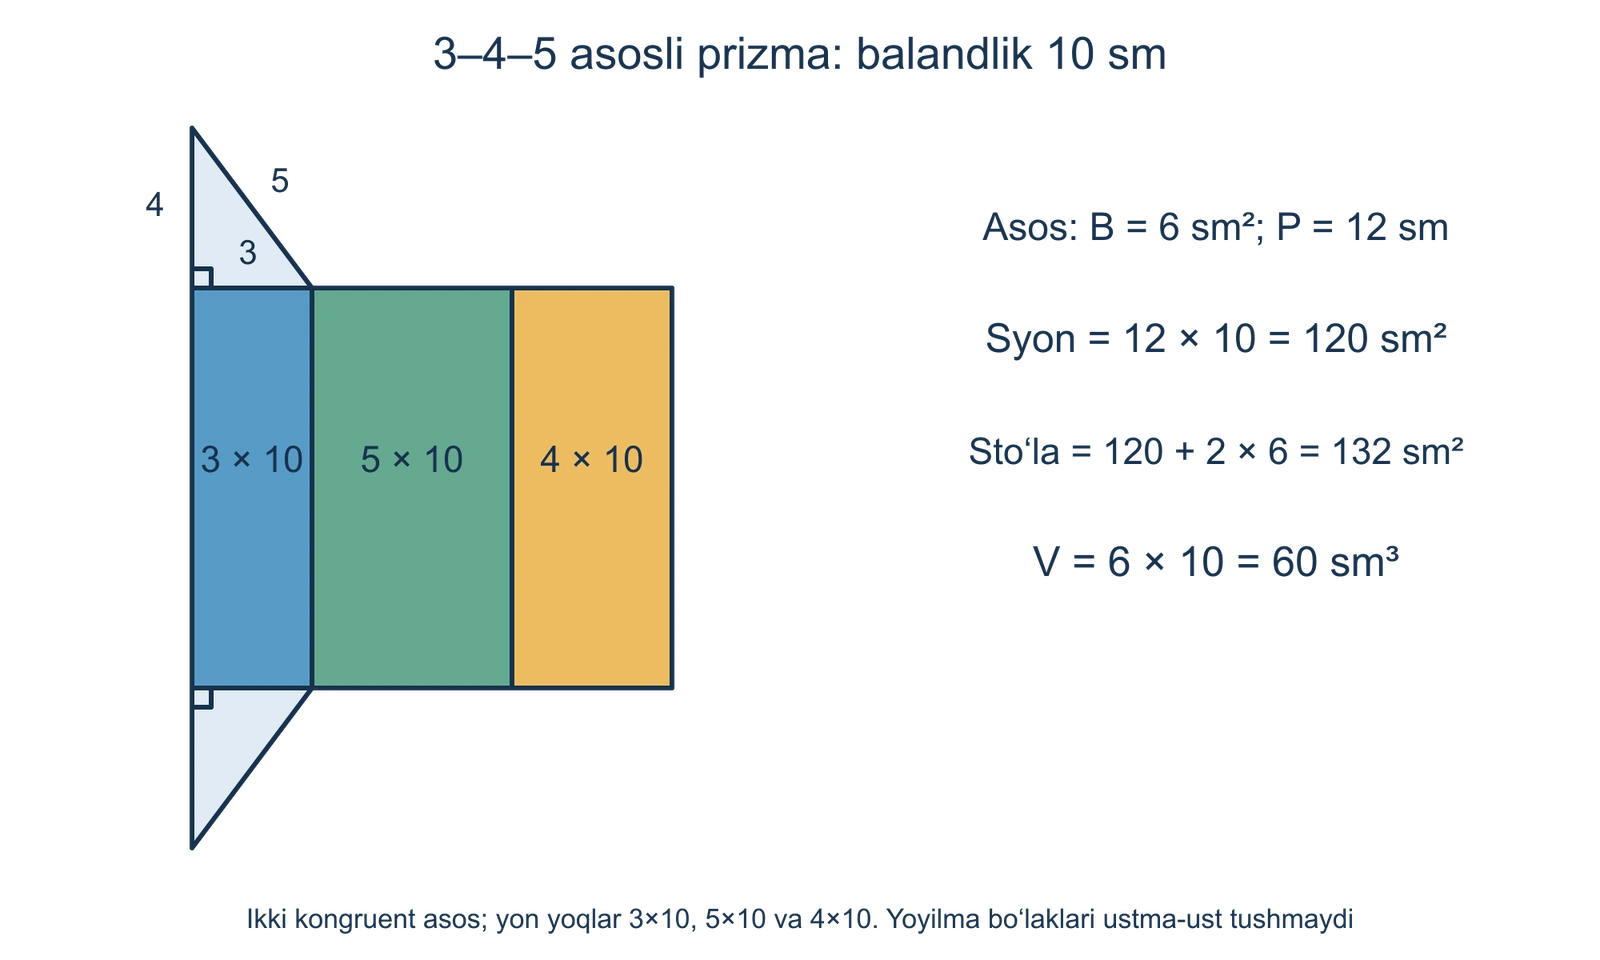 3–4–5 asosli prizma: balandlik 10 sm
4
5
3
3 × 10
5 × 10
4 × 10
Asos: B = 6 sm²; P = 12 sm
Syon = 12 × 10 = 120 sm²
Sto‘la = 120 + 2 × 6 = 132 sm²
V = 6 × 10 = 60 sm³
Ikki kongruent asos; yon yoqlar 3×10, 5×10 va 4×10. Yoyilma bo‘laklari ustma-ust tushmaydi